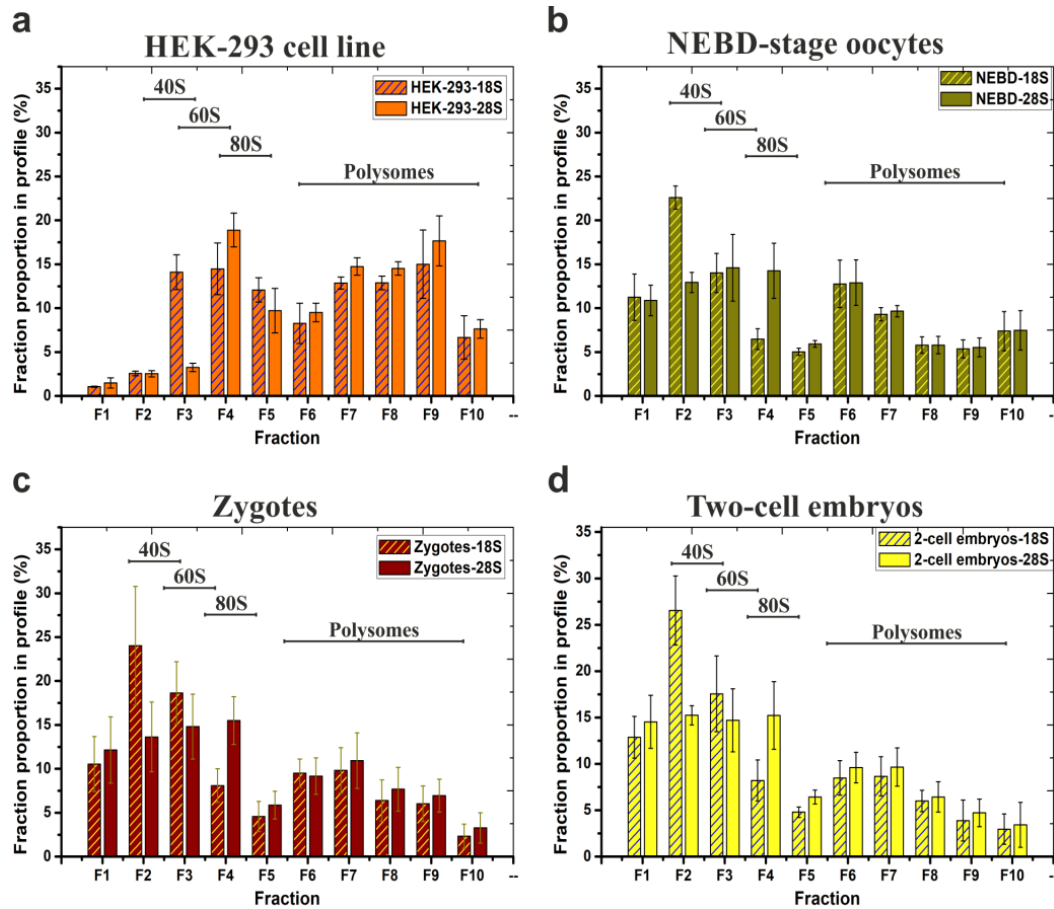 a
HEK-293 cell line
Fraction proportion in profile (%)
35
30
25
20
15
10
5
0
40S
60S
80S
Polysomes
HEK-293-18S
HEK-293-28S
F1 F2 F3 F4 F5 F6 F7 F8 F9 F10 --
Fraction
b
NEBD-stage oocytes
Fraction proportion in profile (%)
35
30
25
20
15
10
5
0
40S
60S
80S
Polysomes
NEBD-18S
NEBD-28S
F1 F2 F3 F4 F5 F6 F7 F8 F9 F10 -
Fraction
c
Zygotes
Fraction proportion in profile (%)
35
30
25
20
15
10
5
0
40S
60S
80S
Polysomes
Zygotes-18S
Zygotes-28S
F1 F2 F3 F4 F5 F6 F7 F8 F9 F10 --
Fraction
d
Two-cell embryos
Fraction proportion in profile (%)
35
30
25
20
15
10
5
0
40S
60S
80S
Polysomes
2-cell embryos-18S
2-cell embryos-28S
F1 F2 F3 F4 F5 F6 F7 F8 F9 F10 -
Fraction